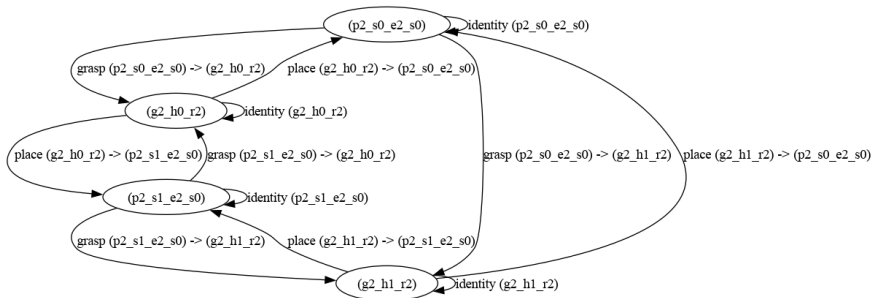 (p2_s0_e2_s0)
identity (p2_s0_e2_s0)
grasp (p2_s0_e2_s0) -> (g2_h0_r2)
place (g2_h0_r2) -> (p2_s0_e2_s0)
(g2_h0_r2)
identity (g2_h0_r2)
place (g2_h0_r2) -> (p2_s1_e2_s0)
grasp (p2_s1_e2_s0) -> (g2_h0_r2)
grasp (p2_s0_e2_s0) -> (g2_h1_r2)
place (g2_h1_r2) -> (p2_s0_e2_s0)
(p2_s1_e2_s0)
identity (p2_s1_e2_s0)
grasp (p2_s1_e2_s0) -> (g2_h1_r2)
place (g2_h1_r2) -> (p2_s1_e2_s0)
(g2_h1_r2)
identity (g2_h1_r2)